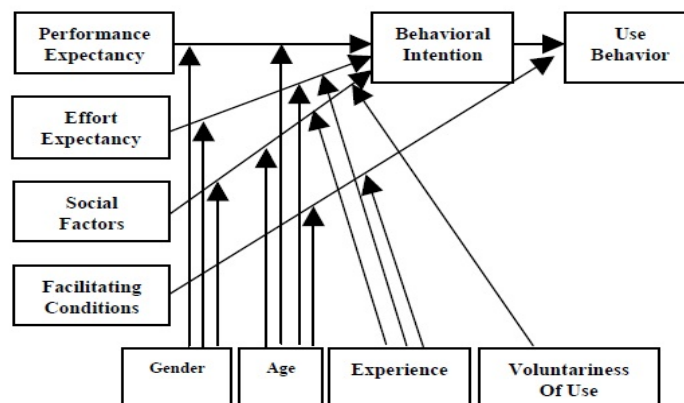 Performance
Expectancy
Behavioral
Intention
Use
Behavior
Effort
Expectancy
Social
Factors
Facilitating
Conditions
Gender
Age
Experience
Voluntariness
Of Use